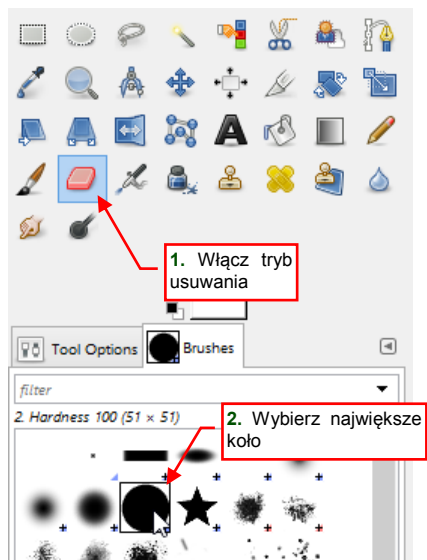 1. Włącz tryb
usuwania
Tool Options
Brushes
filter
2. Hardness 100 (51 × 51)
2. Wybierz największe
koło